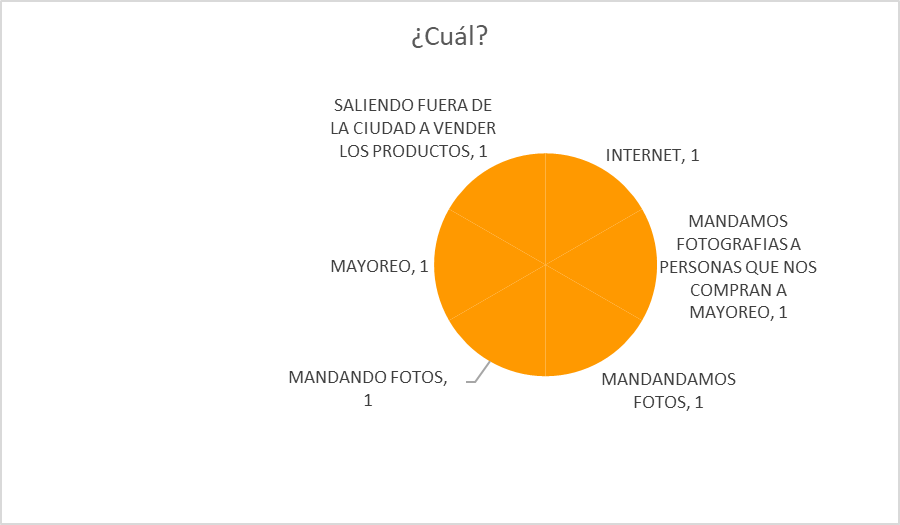 ¿Cuál?
SALIENDO FUERA DE
LA CIUDAD A VENDER
LOS PRODUCTOS, 1
INTERNET, 1
MANDAMOS
FOTOGRAFIAS A
PERSONAS QUE NOS
COMPRAN A
MAYOREO, 1
MAYOREO, 1
MANDANDO FOTOS,
1
MANDANDAMOS
FOTOS, 1